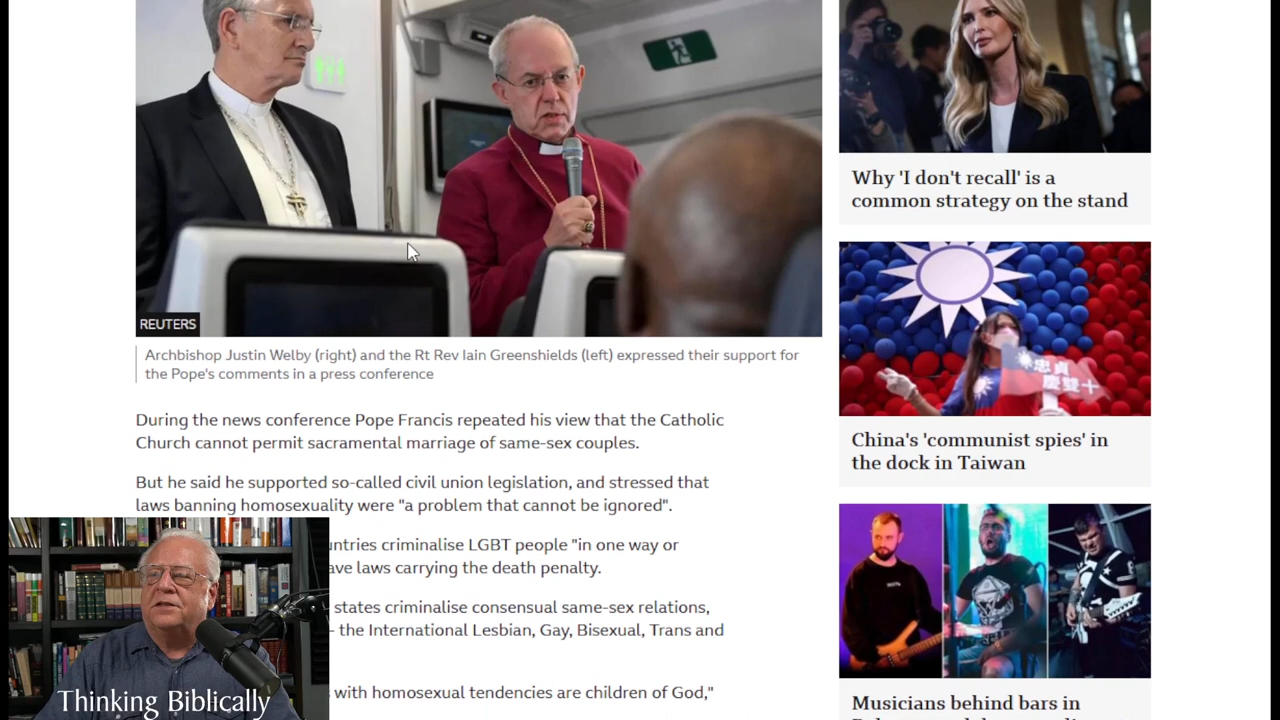 REUTERS
Archbishop Justin Welby (right) and the Rt Rev Iain Greenshields (left) expressed their support for
the Pope's comments in a press conference
During the news conference Pope Francis repeated his view that the Catholic
Church cannot permit sacramental marriage of same-sex couples.
But he said he supported so-called civil union legislation, and stressed that
laws banning homosexuality were "a problem that cannot be ignored".
criminalise LGBT people "in one way or
laws carrying the death penalty.
states criminalise consensual same-sex relations,
- the International Lesbian, Gay, Bisexual, Trans and
with homosexual tendencies are children of God,"
Thinking Biblically
Why 'I don't recall' is a
common strategy on the stand
忠貞
慶雙十
China's 'communist spies' in
the dock in Taiwan
Musicians behind bars in